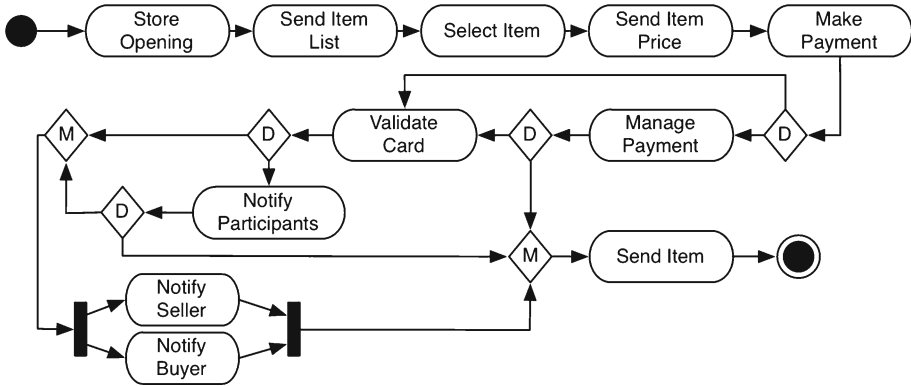 Store
Opening
Send Item
List
Select Item
Send Item
Price
Make
Payment
M
D
Validate
Card
D
Manage
Payment
D
D
Notify
Participants
M
Send Item
Notify
Seller
Notify
Buyer